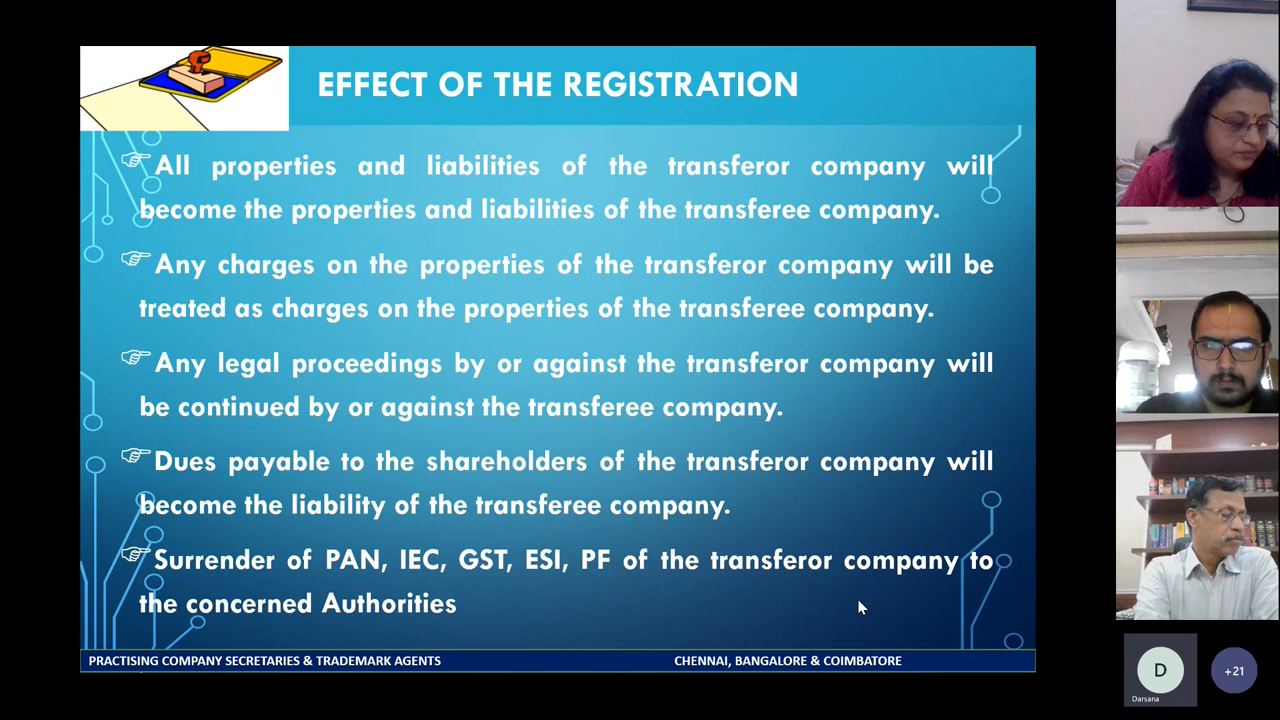 EFFECT OF THE REGISTRATION
All properties and liabilities of the transferor company will
become the properties and liabilities of the transferee company.
Any charges on the properties of the transferor company will be
treated as charges on the properties of the transferee company.
Any legal proceedings by or against the transferor company will
be continued by or against the transferee company.
Dues payable to the shareholders of the transferor company will
become the liability of the transferee company.
Surrender of PAN, IEC, GST, ESI, PF of the transferor company to
the concerned Authorities
PRACTISING COMPANY SECRETARIES & TRADEMARK AGENTS
CHENNAI, BANGALORE & COIMBATORE
D
Darsana
+21